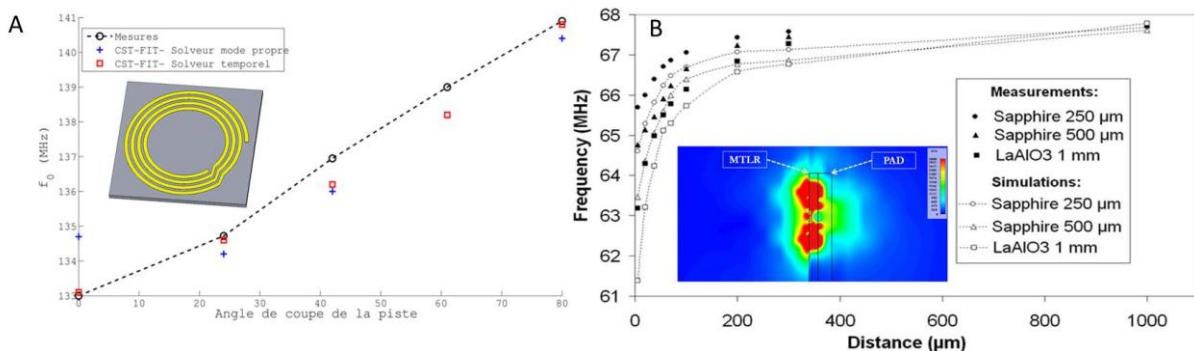 A
141
140
139
138
137
136
135
134
133
f₀ (MHz)
Mesures
CST-FIT- Solveur mode propre
CST-FIT- Solveur temporel
0 10 20 30 40 50 60 70 80
Angle de coupe de la piste
B
68
67
66
65
64
63
62
61
Frequency (MHz)
Measurements:
Sapphire 250 µm
Sapphire 500 µm
LaAlO3 1 mm
Simulations:
Sapphire 250 µm
Sapphire 500 µm
LaAlO3 1 mm
MTLR
PAD
0 200 400 600 800 1000
Distance (µm)